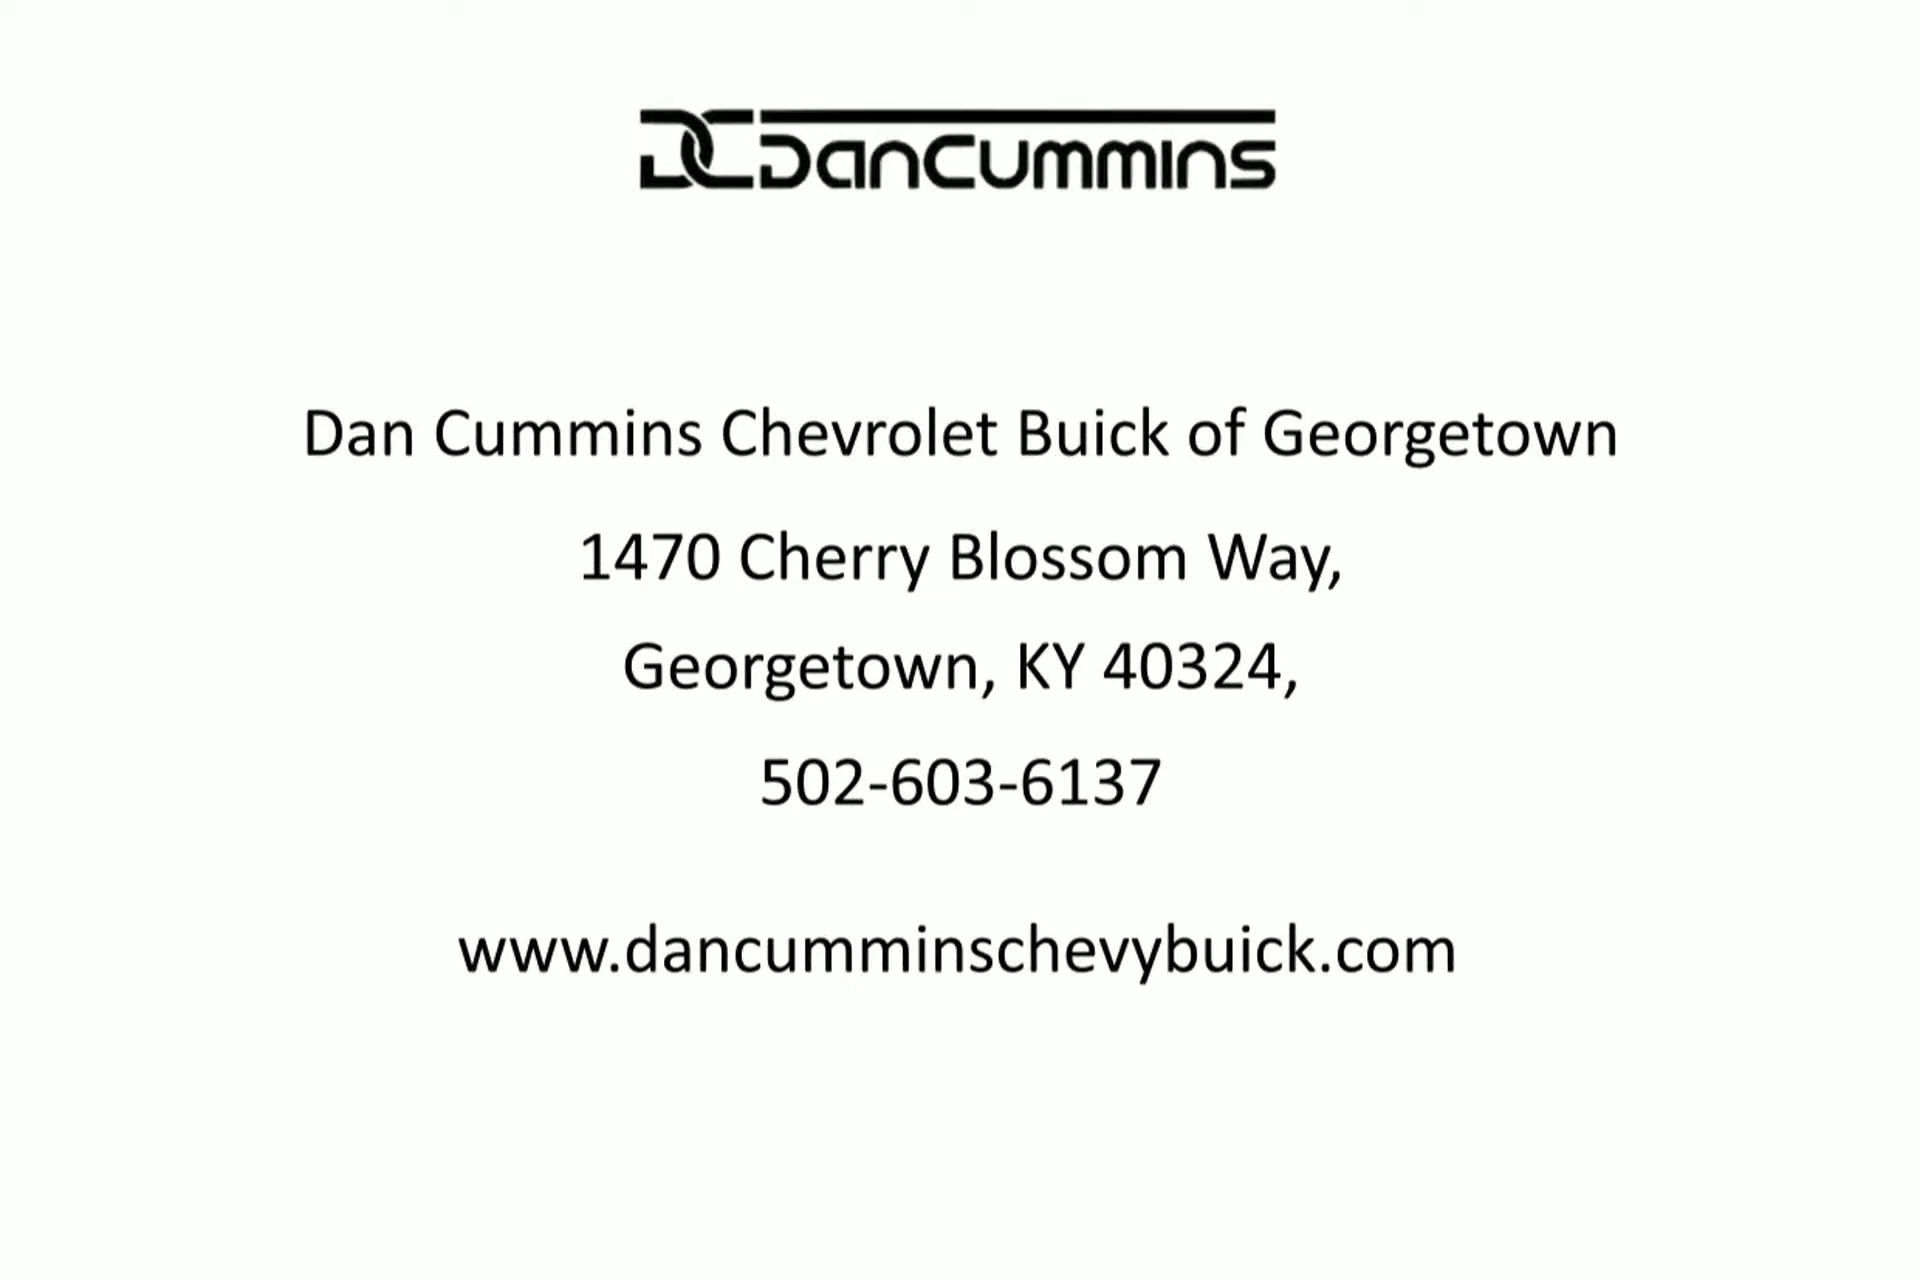 DC DanCummins
Dan Cummins Chevrolet Buick of Georgetown
1470 Cherry Blossom Way,
Georgetown, KY 40324,
502-603-6137
www.dancumminschevybuick.com